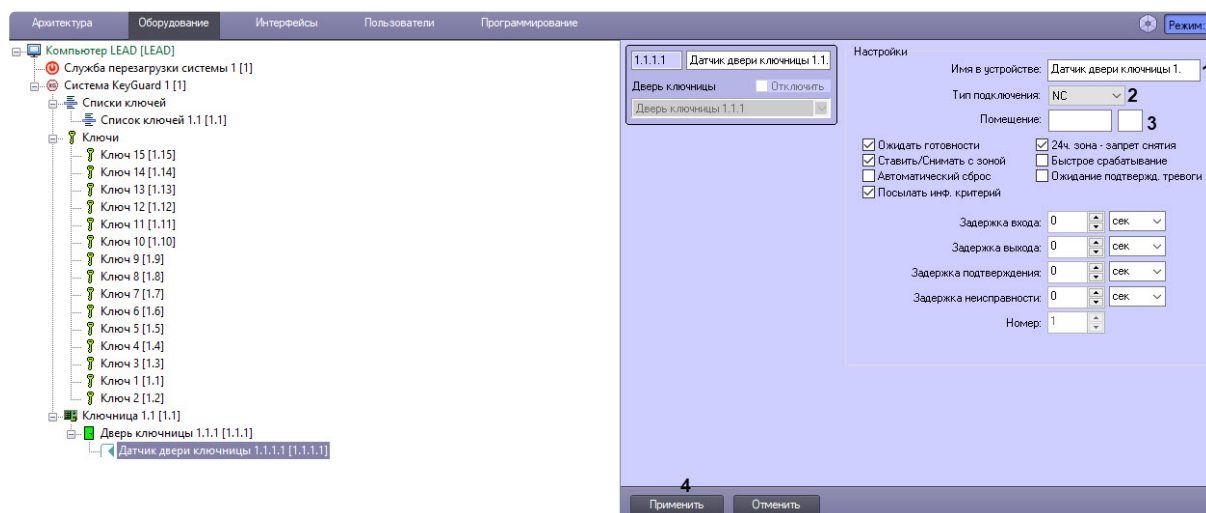 Архитектура Оборудование Интерфейсы Пользователи Программирование Режим:
Компьютер LEAD [LEAD]
Служба перезагрузки системы 1 [1]
Система KeyGuard 1 [1]
Списки ключей
Список ключей 1.1 [1.1]
Ключи
Ключ 15 [1.15]
Ключ 14 [1.14]
Ключ 13 [1.13]
Ключ 12 [1.12]
Ключ 11 [1.11]
Ключ 10 [1.10]
Ключ 9 [1.9]
Ключ 8 [1.8]
Ключ 7 [1.7]
Ключ 6 [1.6]
Ключ 5 [1.5]
Ключ 4 [1.4]
Ключ 3 [1.3]
Ключ 1 [1.1]
Ключ 2 [1.2]
Ключница 1.1 [1.1]
Дверь ключницы 1.1.1 [1.1.1]
Датчик двери ключницы 1.1.1.1 [1.1.1.1]
1.1.1.1 Датчик двери ключницы 1.1.
Дверь ключницы Отключить
Дверь ключницы 1.1.1
Настройки
Имя в устройстве: Датчик двери ключницы 1. 1
Тип подключения: NC 2
Помещение: 3
Ожидать готовности 24ч. зона - запрет снятия
Ставить/Снимать с зоной Быстрое срабатывание
Автоматический сброс Ожидание подтвержд. тревоги
Посылать инф. критерий
Задержка входа: 0 сек
Задержка выхода: 0 сек
Задержка подтверждения: 0 сек
Задержка неисправности: 0 сек
Номер: 1
4
Применить Отменить